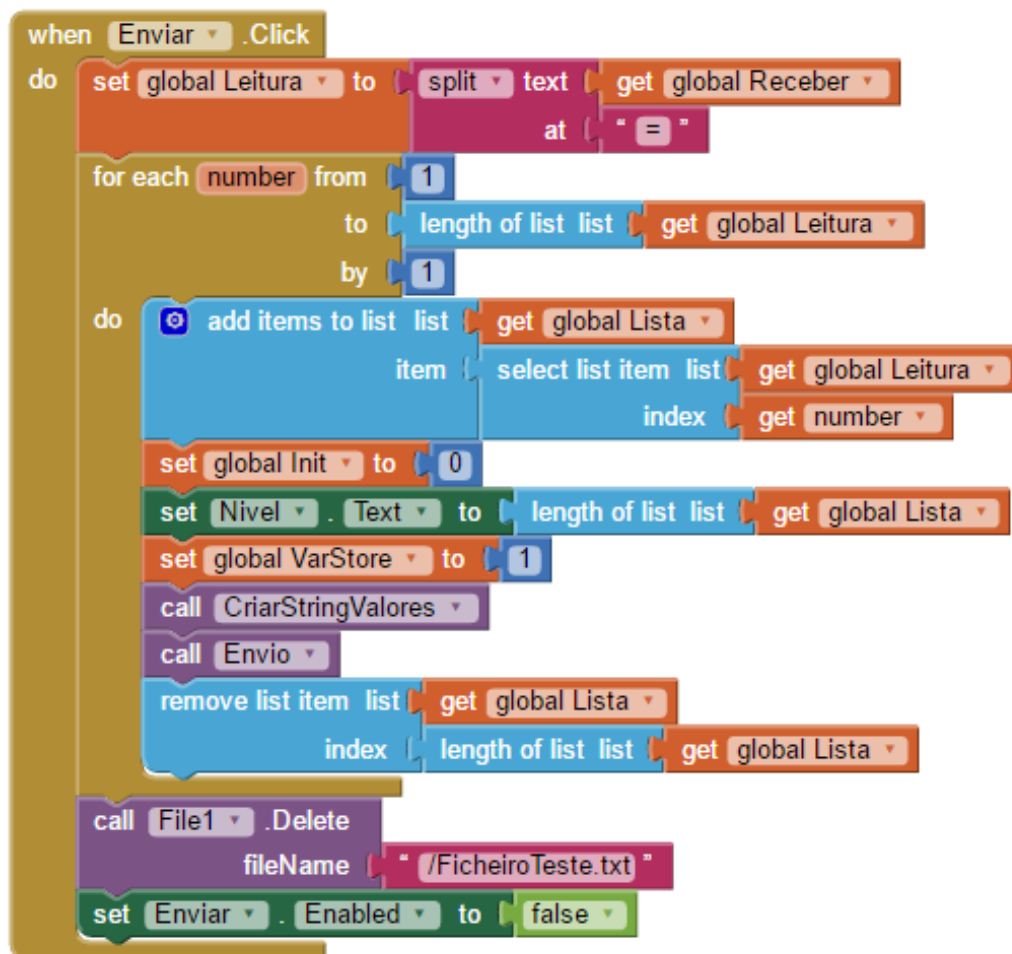 when Enviar .Click
do set global Leitura to split text get global Receber
at " = "
for each number from 1
to length of list list get global Leitura
by 1
do add items to list list get global Lista
item select list item list get global Leitura
index get number
set global Init to 0
set Nivel . Text to length of list list get global Lista
set global VarStore to 1
call CriarStringValores
call Envio
remove list item list get global Lista
index length of list list get global Lista
call File1 .Delete
fileName " /FicheiroTeste.txt "
set Enviar . Enabled to false